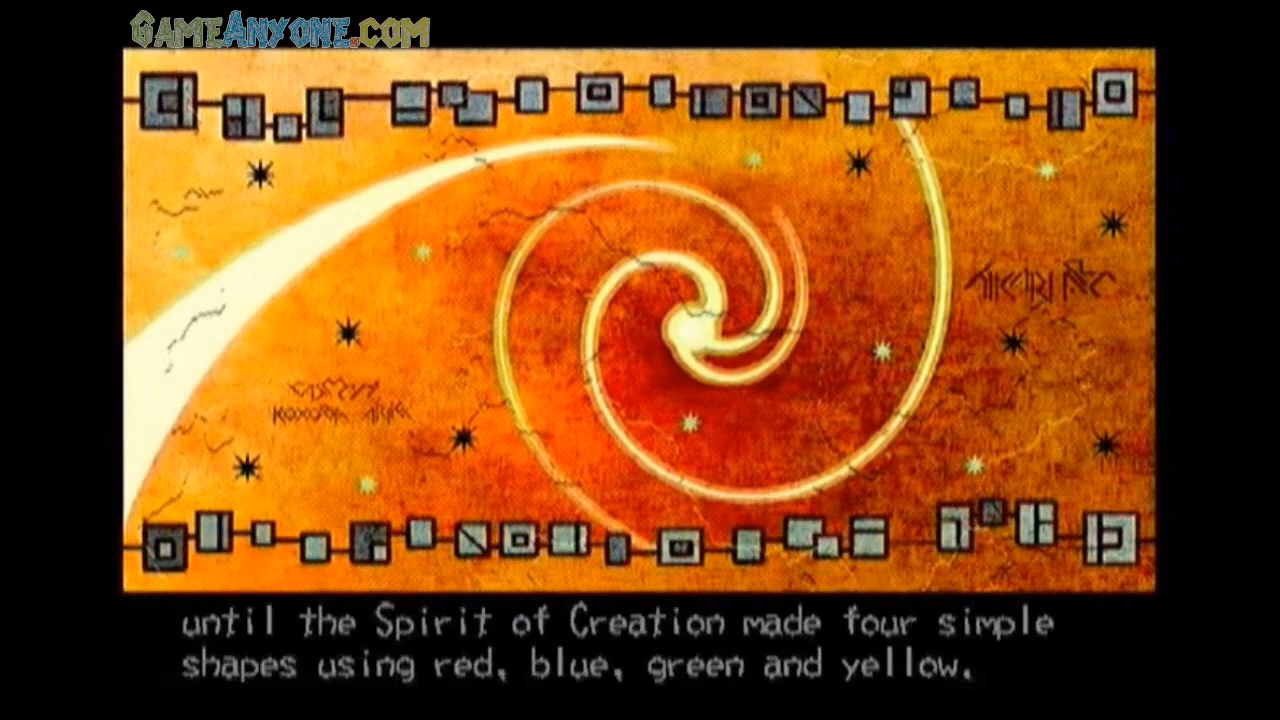 GameAnyone.com
until the Spirit of Creation made four simple
shapes using red, blue, green and yellow.